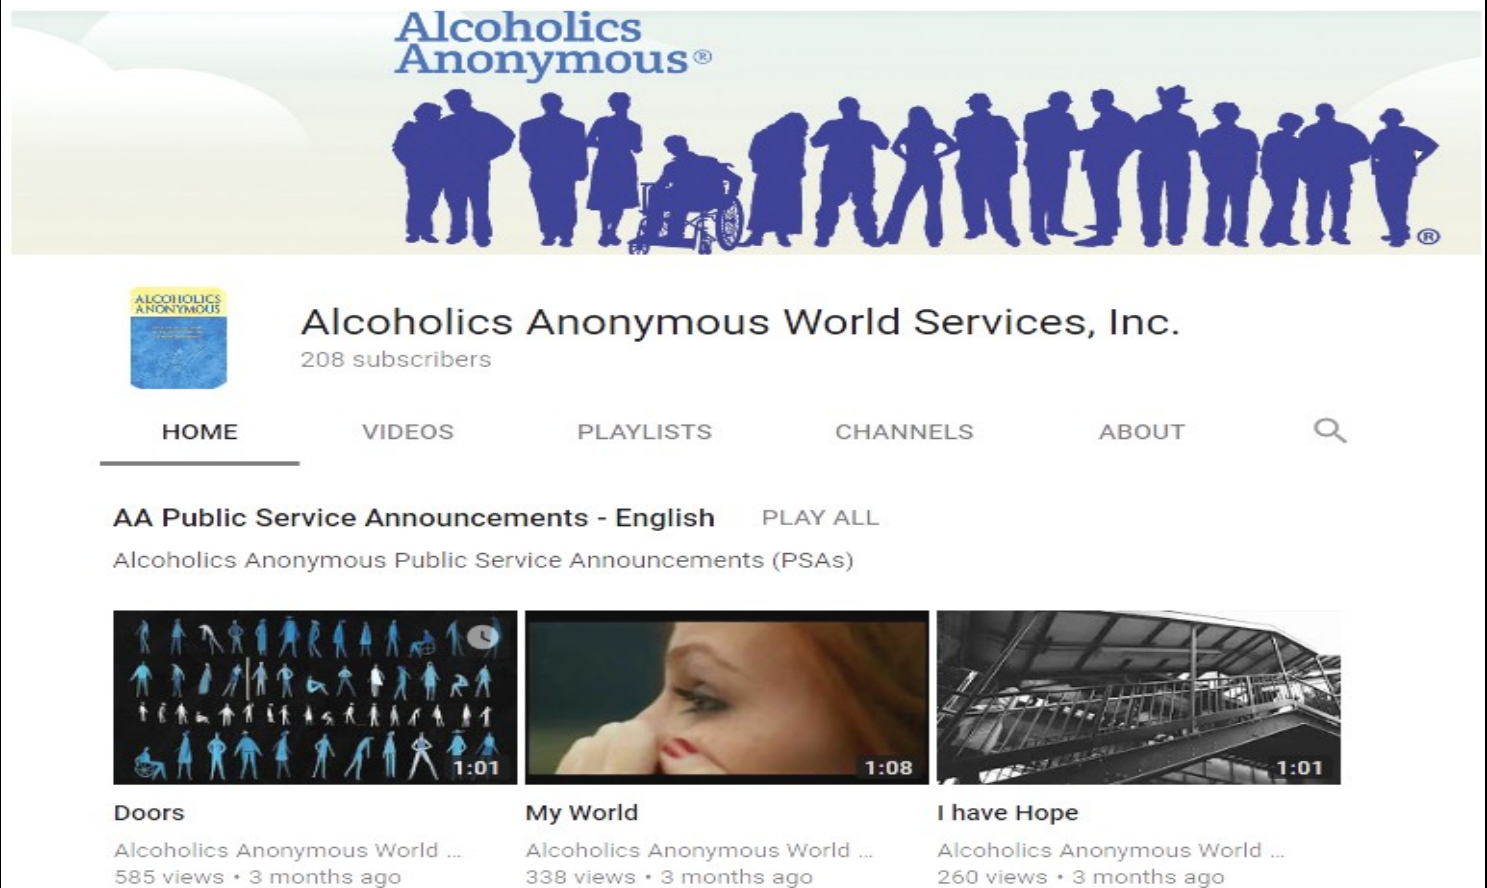 Alcoholics
Anonymous®
®
ALCOHOLICS
ANONYMOUS
Alcoholics Anonymous World Services, Inc.
208 subscribers
HOME VIDEOS PLAYLISTS CHANNELS ABOUT
AA Public Service Announcements - English PLAY ALL
Alcoholics Anonymous Public Service Announcements (PSAs)
1:01 1:08 1:01
Doors My World I have Hope
Alcoholics Anonymous World ... Alcoholics Anonymous World ... Alcoholics Anonymous World ...
585 views • 3 months ago 338 views • 3 months ago 260 views • 3 months ago